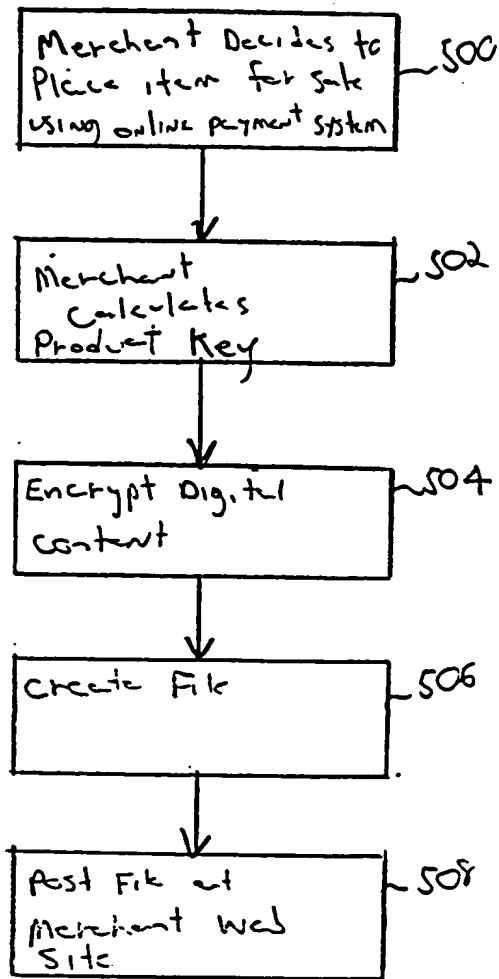 Merchant Decides to
Place item for sale
using online payment system
500
Merchant
Calculates
Product Key
502
Encrypt Digital
content
504
Create File
506
Post File at
Merchant Web
Site
508